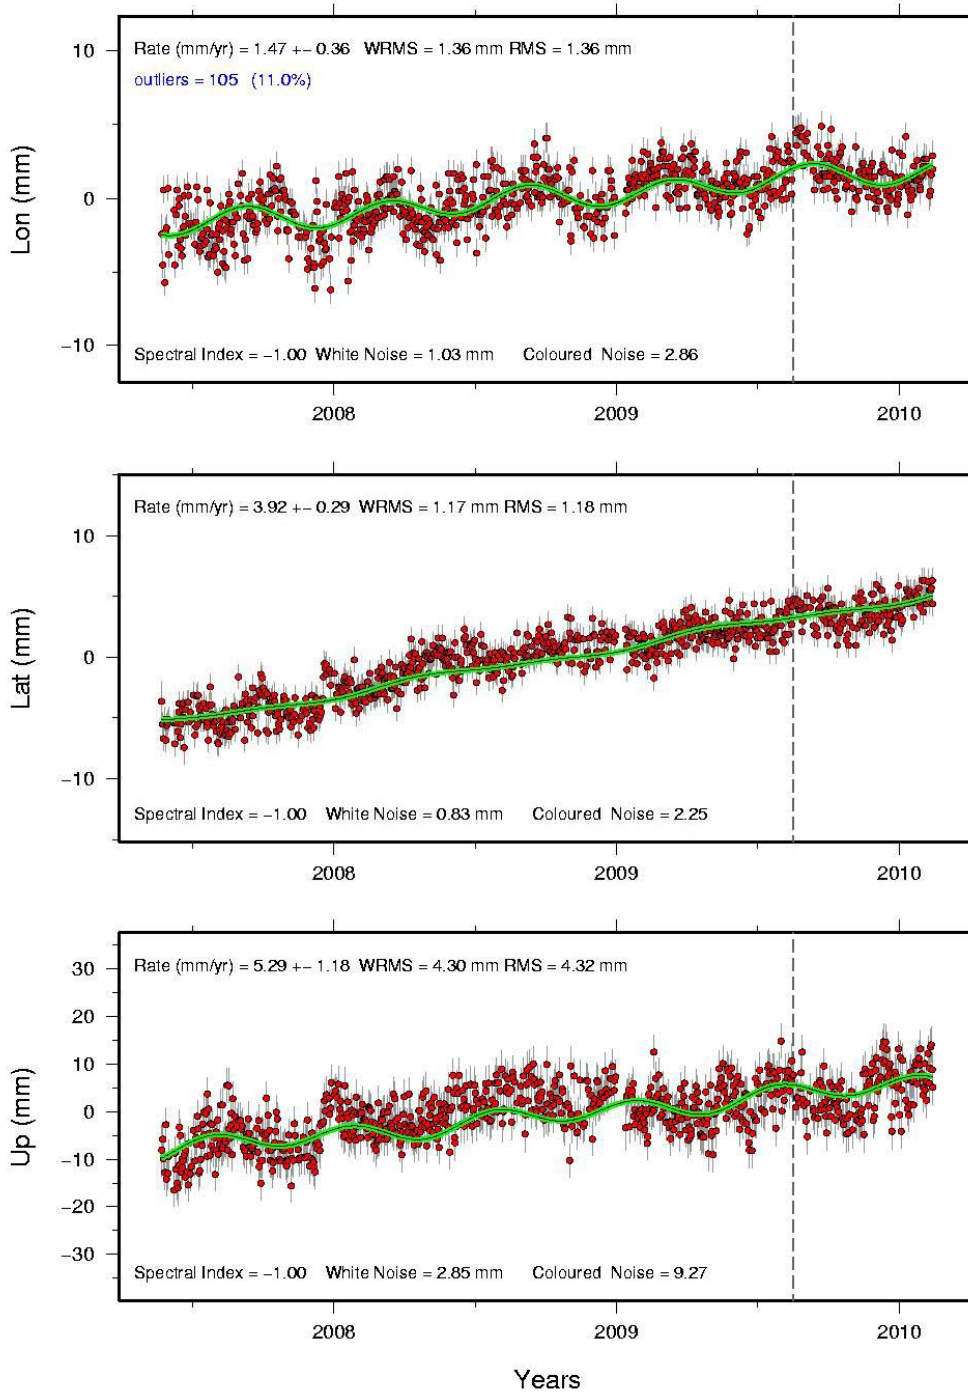 Rate (mm/yr) = 1.47 +− 0.36 WRMS = 1.36 mm RMS = 1.36 mm
outliers = 105 (11.0%)
10
0
−10
Lon (mm)
Spectral Index = −1.00 White Noise = 1.03 mm Coloured Noise = 2.86
2008 2009 2010
Rate (mm/yr) = 3.92 +− 0.29 WRMS = 1.17 mm RMS = 1.18 mm
10
0
−10
Lat (mm)
Spectral Index = −1.00 White Noise = 0.83 mm Coloured Noise = 2.25
2008 2009 2010
Rate (mm/yr) = 5.29 +− 1.18 WRMS = 4.30 mm RMS = 4.32 mm
30
20
10
0
−10
−20
−30
Up (mm)
Spectral Index = −1.00 White Noise = 2.85 mm Coloured Noise = 9.27
2008 2009 2010
Years